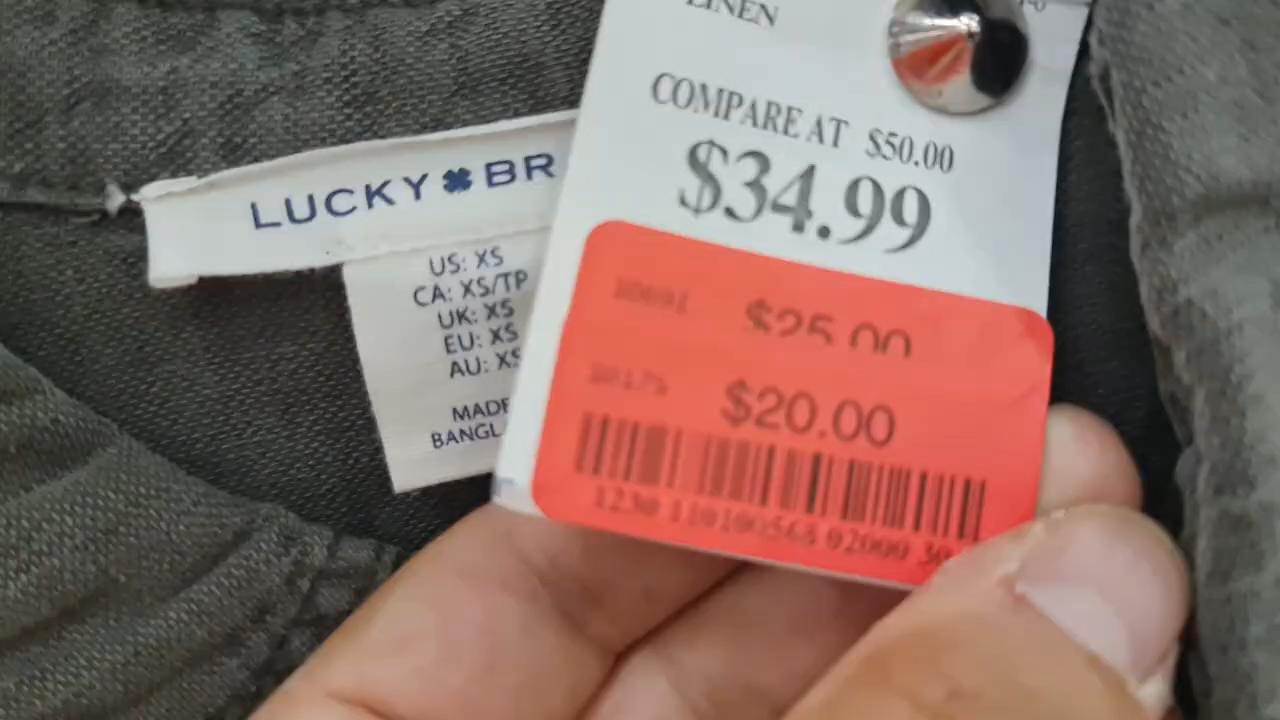 LINEN
COMPARE AT $50.00
$34.99
$25.00
$20.00
LUCKY BR
US: XS
CA: XS/TP
UK: XS
EU: XS
AU: XS
MADE
BANGL